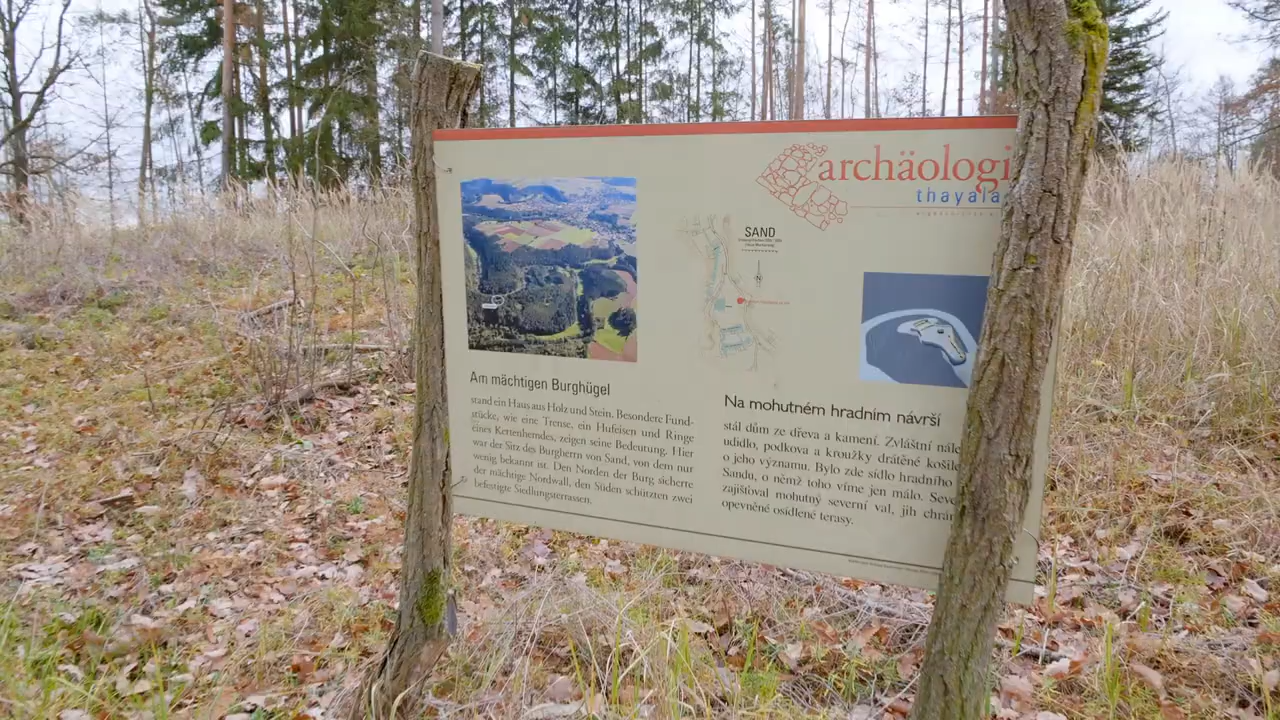 archäologi
thayala
SAND
Am mächtigen Burghügel
stand ein Haus aus Holz und Stein. Besondere Fund-
stücke, wie eine Trense, ein Hufeisen und Ringe
eines Kettenhemdes, zeigen seine Bedeutung. Hier
war der Sitz des Burgherrn von Sand, von dem nur
wenig bekannt ist. Den Norden der Burg sicherte
der mächtige Nordwall, den Süden schützten zwei
befestigte Siedlungsterrassen.
Na mohutném hradním návrší
stál dům ze dřeva a kamení. Zvláštní nále
udidlo, podkova a kroužky drátěné košile
o jeho významu. Bylo zde sídlo hradního
Sandu, o němž toho víme jen málo. Seve
zajišťoval mohutný severní val, jih chrán
opevněné osídlené terasy.